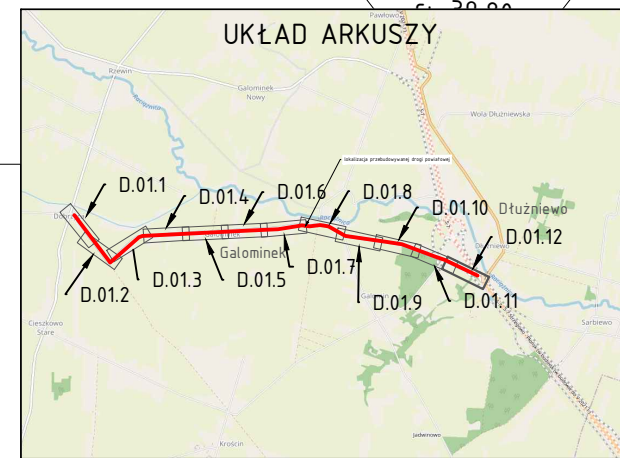 Pawłowo
UKŁAD ARKUSZY
Rzewin
Galominek
Nowy
Wola Dłużniewska
lokalizacja przebudowywanej drogi powiatowej
D.01.1
D.01.4
D.01.6
D.01.8
D.01.10
Dłużniewo
D.01.12
Galominek
D.01.2
D.01.3
D.01.5
D.01.7
D.01.9
D.01.11
Cieszkowo
Stare
Sarbiewo
Krościn
Jadwinowo